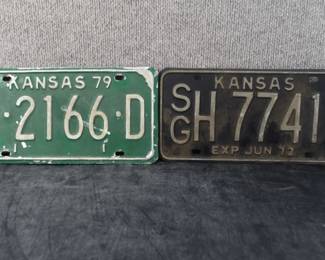 KANSAS 79
2166 D
KANSAS
SG H 7741
EXP JUN 72